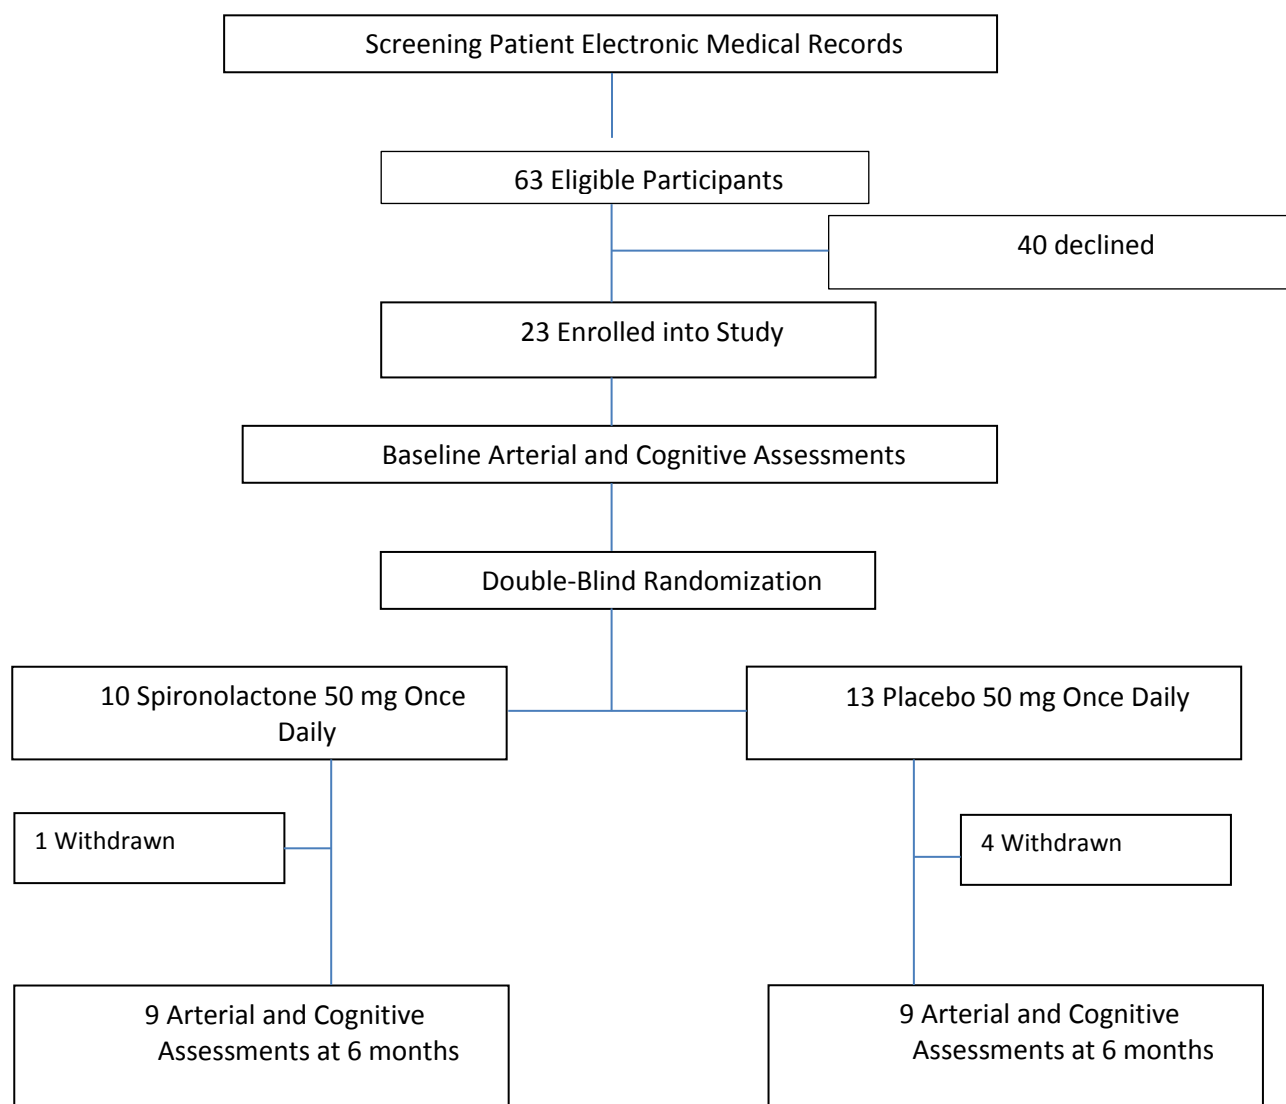 Screening Patient Electronic Medical Records
63 Eligible Participants
40 declined
23 Enrolled into Study
Baseline Arterial and Cognitive Assessments
Double-Blind Randomization
10 Spironolactone 50 mg Once
Daily
13 Placebo 50 mg Once Daily
1 Withdrawn
4 Withdrawn
9 Arterial and Cognitive
Assessments at 6 months
9 Arterial and Cognitive
Assessments at 6 months